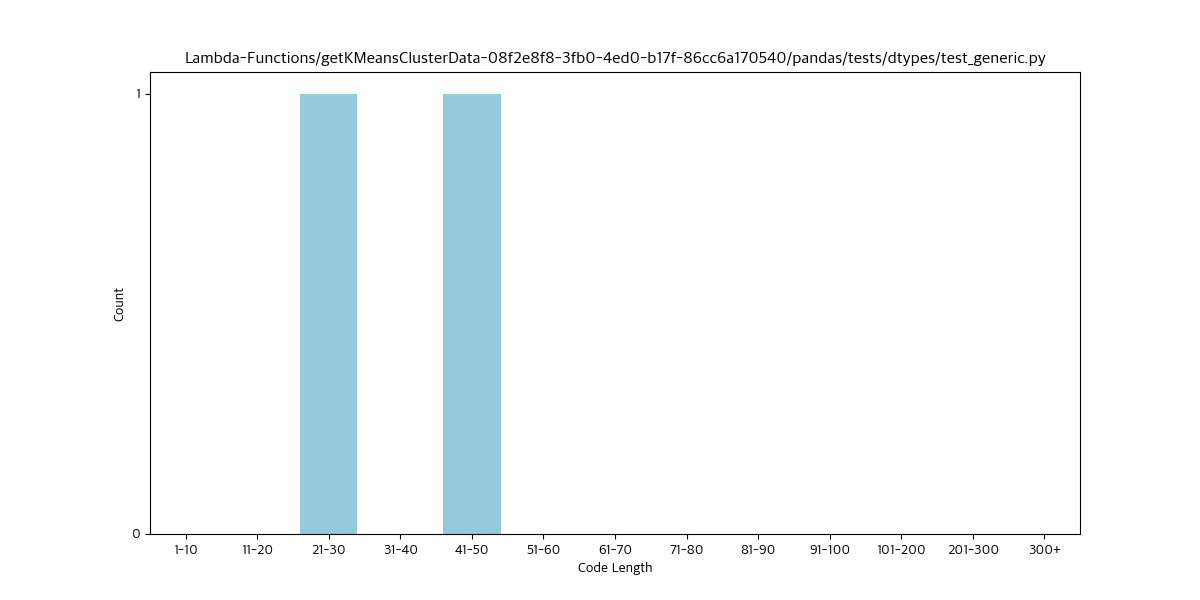 Lambda-Functions/getKMeansClusterData-08f2e8f8-3fb0-4ed0-b17f-86cc6a170540/pandas/tests/dtypes/test_generic.py
1
Count
0
1-10 11-20 21-30 31-40 41-50 51-60 61-70 71-80 81-90 91-100 101-200 201-300 300+
Code Length